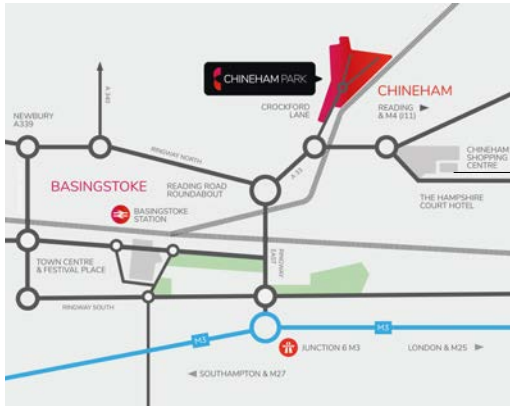 CHINEHAM PARK
CHINEHAM
CROCKFORD
LANE
READING
& M4 (J11)
NEWBURY
A339
A 340
RINGWAY NORTH
A 33
CHINEHAM
SHOPPING
CENTRE
BASINGSTOKE
READING ROAD
ROUNDABOUT
THE HAMPSHIRE
COURT HOTEL
BASINGSTOKE
STATION
TOWN CENTRE
& FESTIVAL PLACE
RINGWAY
EAST
RINGWAY SOUTH
M3
M3
JUNCTION 6 M3
LONDON & M25
SOUTHAMPTON & M27